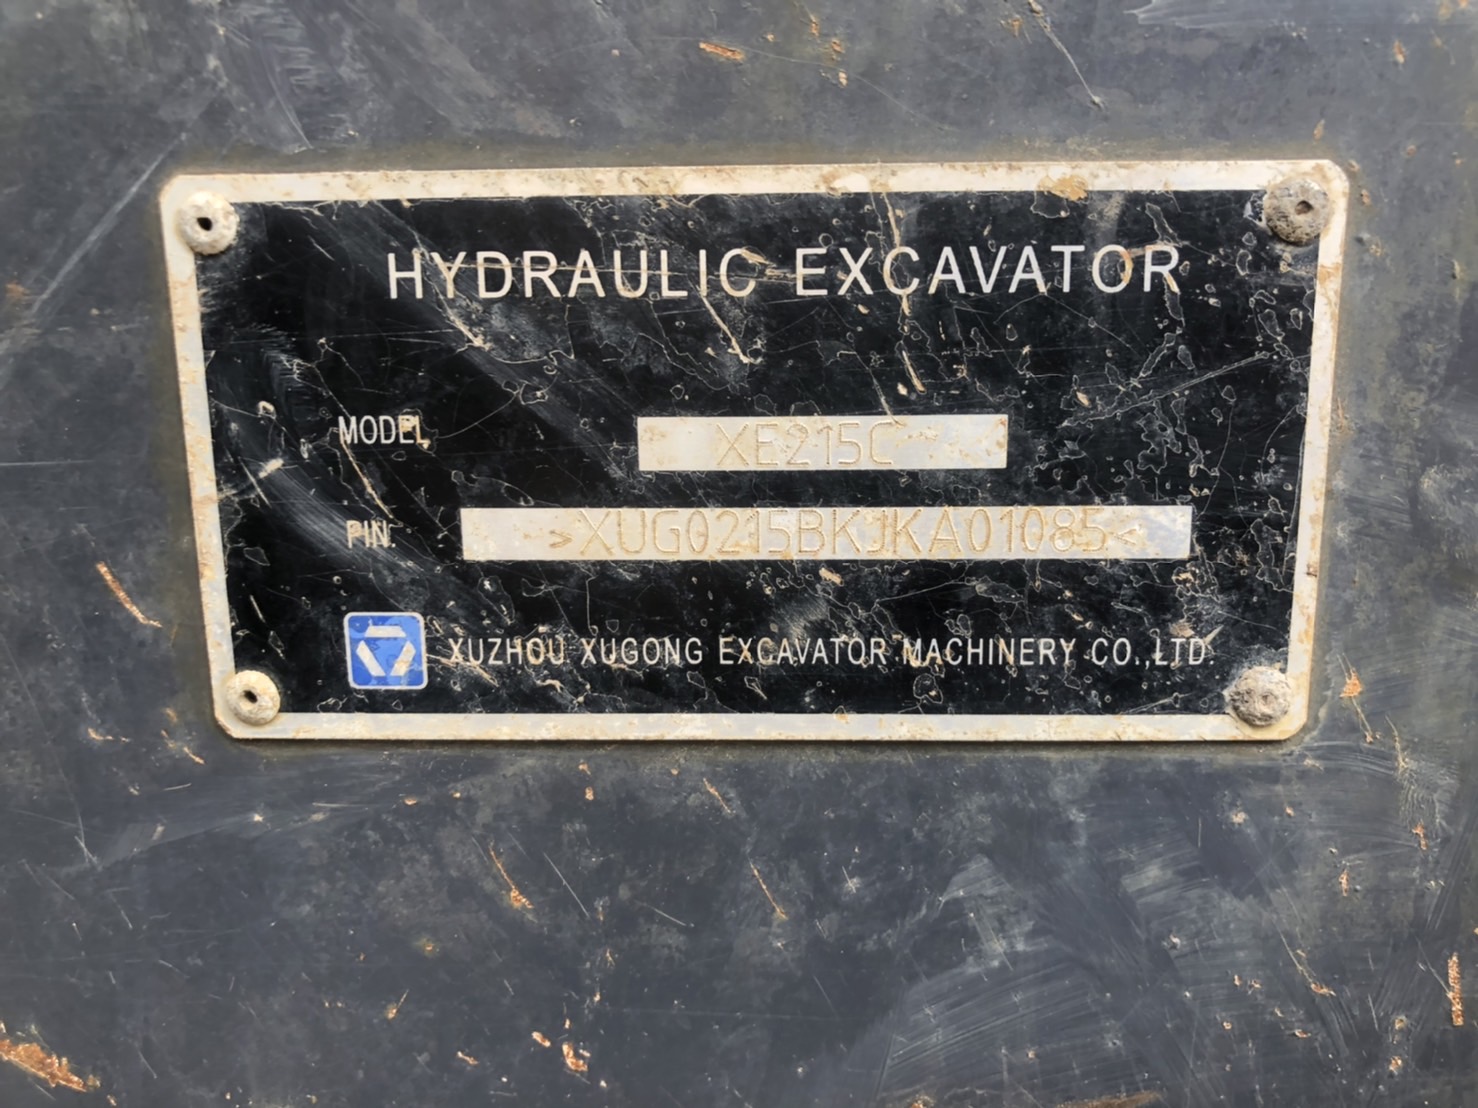 HYDRAULIC EXCAVATOR
MODEL XE215C
PIN. >XUG0215BKJKA01085<
XUZHOU XUGONG EXCAVATOR MACHINERY CO.,LTD.